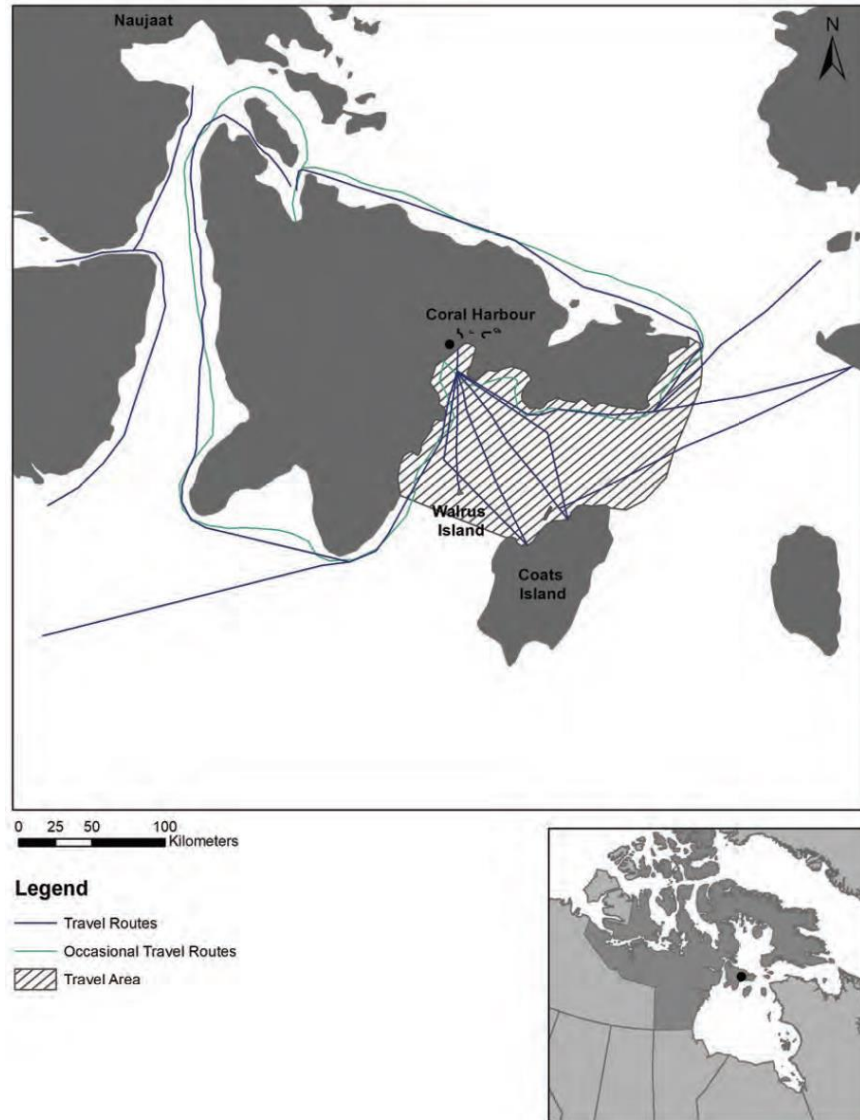 Naujaat
N
Coral Harbour
Walrus
Island
Coats
Island
0 25 50 100
Kilometers
Legend
Travel Routes
Occasional Travel Routes
Travel Area